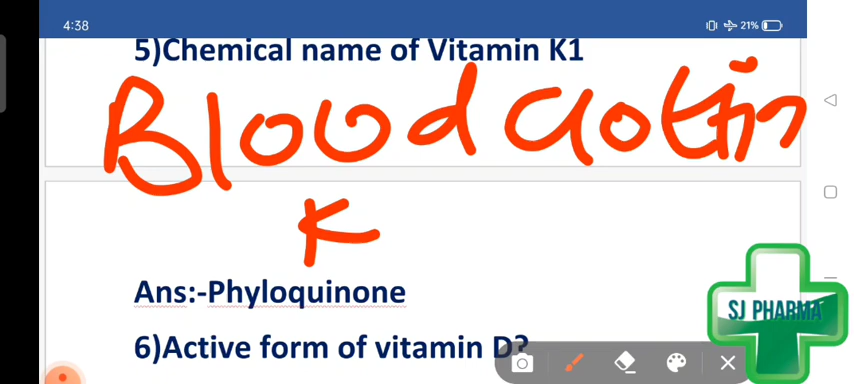 4:38 21%
5)Chemical name of Vitamin K1
Blood clottin
K
Ans:-Phyloquinone
SJ PHARMA
6)Active form of vitamin D?